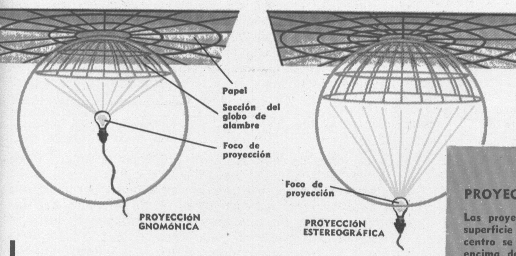 Papel
Sección del
globo de
alambre
Foco de
proyección
PROYECCIÓN
GNOMÓNICA
Foco de
proyección
PROYECCIÓN
ESTEREOGRÁFICA
PROYEC
Las proye
superficie
centro se
encima de